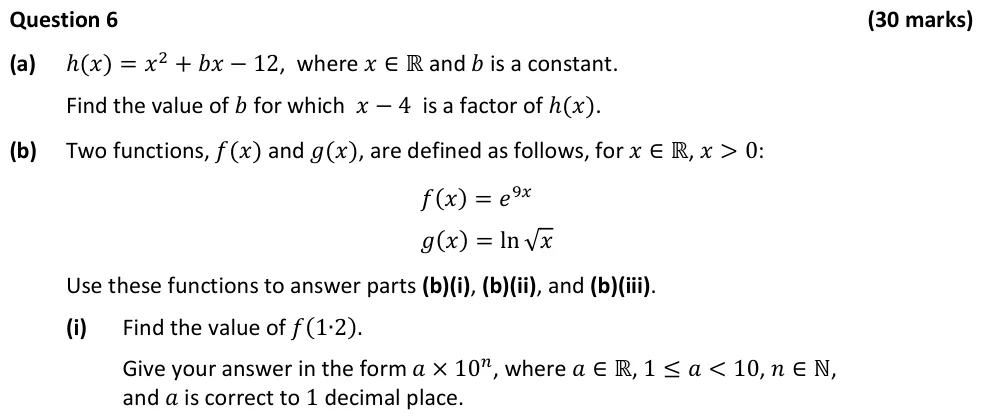 Question 6 (30 marks)
(a) h(x) = x² + bx − 12, where x ∈ ℝ and b is a constant.
Find the value of b for which x − 4 is a factor of h(x).
(b) Two functions, f(x) and g(x), are defined as follows, for x ∈ ℝ, x > 0:
f(x) = e⁹ˣ
g(x) = ln √x
Use these functions to answer parts (b)(i), (b)(ii), and (b)(iii).
(i) Find the value of f(1·2).
Give your answer in the form a × 10ⁿ, where a ∈ ℝ, 1 ≤ a < 10, n ∈ ℕ,
and a is correct to 1 decimal place.